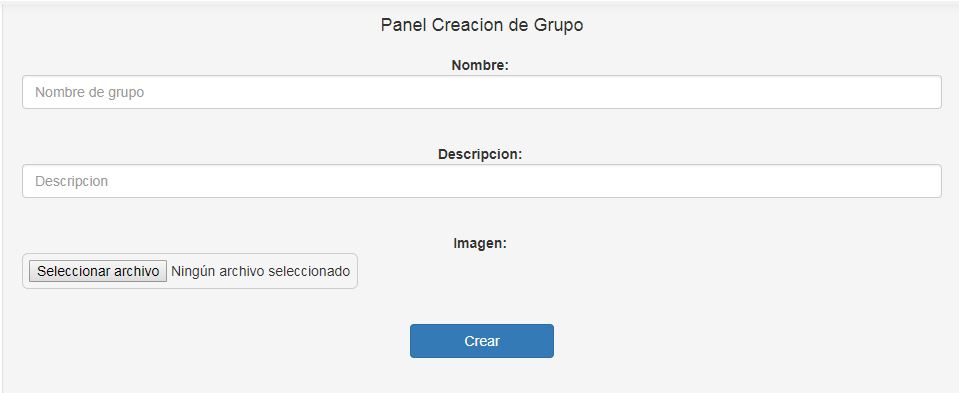 Panel Creacion de Grupo
Nombre:
Nombre de grupo
Descripcion:
Descripcion
Imagen:
Seleccionar archivo Ningún archivo seleccionado
Crear